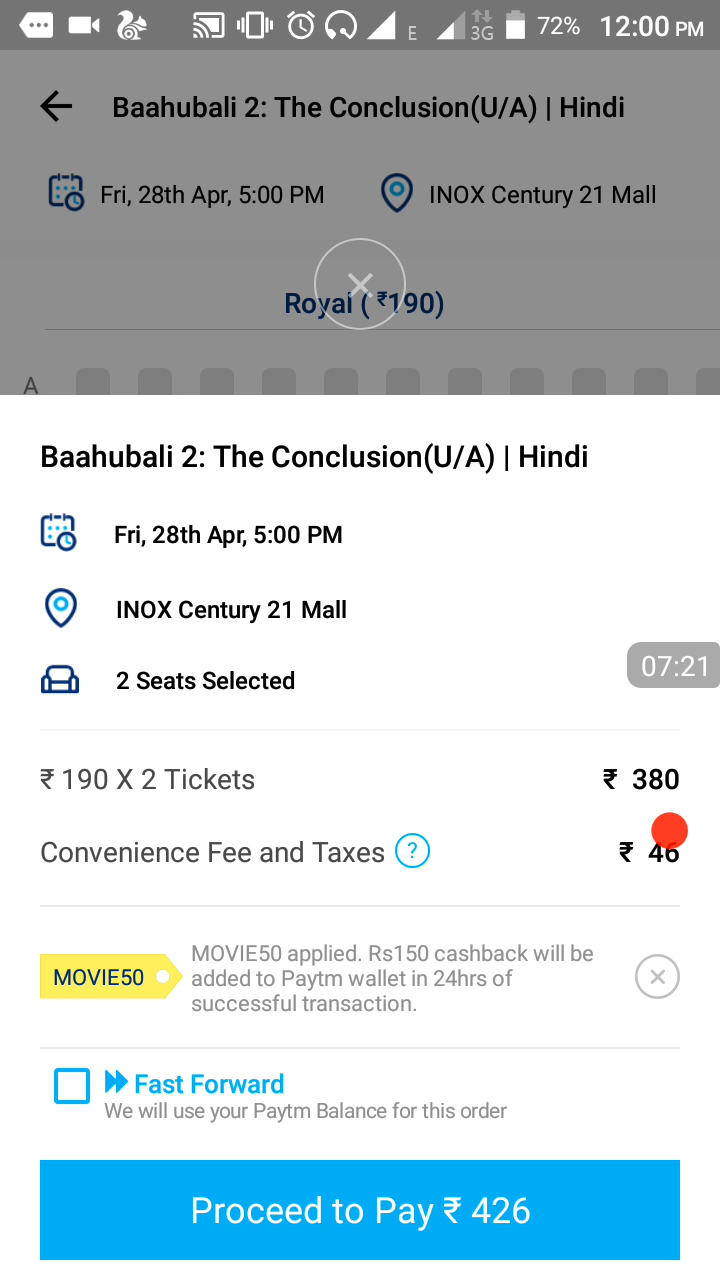 E 3G 72% 12:00 PM
Baahubali 2: The Conclusion(U/A) | Hindi
Fri, 28th Apr, 5:00 PM INOX Century 21 Mall
Royal ( ₹190)
A
Baahubali 2: The Conclusion(U/A) | Hindi
Fri, 28th Apr, 5:00 PM
INOX Century 21 Mall
07:21
2 Seats Selected
₹ 190 X 2 Tickets ₹ 380
Convenience Fee and Taxes ? ₹ 46
MOVIE50
MOVIE50 applied. Rs150 cashback will be
added to Paytm wallet in 24hrs of
successful transaction.
Fast Forward
We will use your Paytm Balance for this order
Proceed to Pay ₹ 426